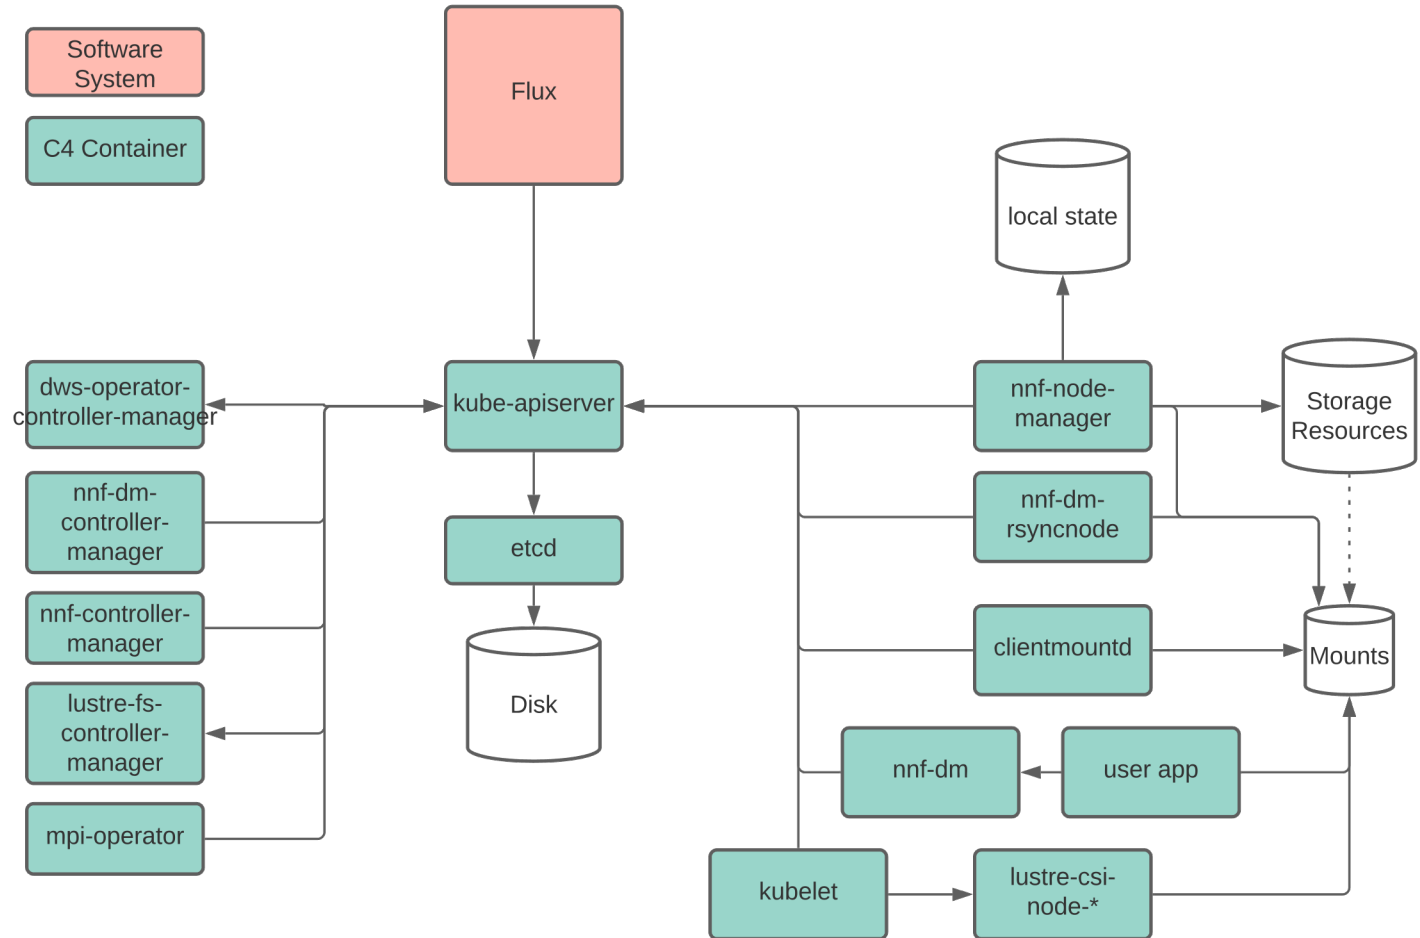 Software
System
C4 Container
Flux
local state
dws-operator-
controller-manager
kube-apiserver
nnf-node-
manager
Storage
Resources
nnf-dm-
controller-
manager
etcd
nnf-dm-
rsyncnode
nnf-controller-
manager
clientmountd
Mounts
lustre-fs-
controller-
manager
Disk
nnf-dm
user app
mpi-operator
kubelet
lustre-csi-
node-*